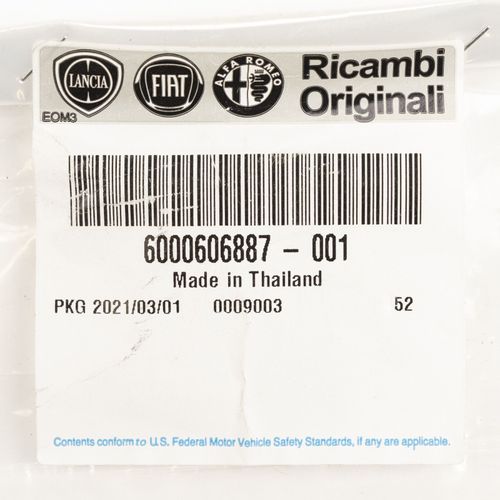 LANCIA FIAT ALFA ROMEO Ricambi
Originali
EOM3
6000606887 - 001
Made in Thailand
PKG 2021/03/01 0009003 52
Contents conform to U.S. Federal Motor Vehicle Safety Standards, if any are applicable.